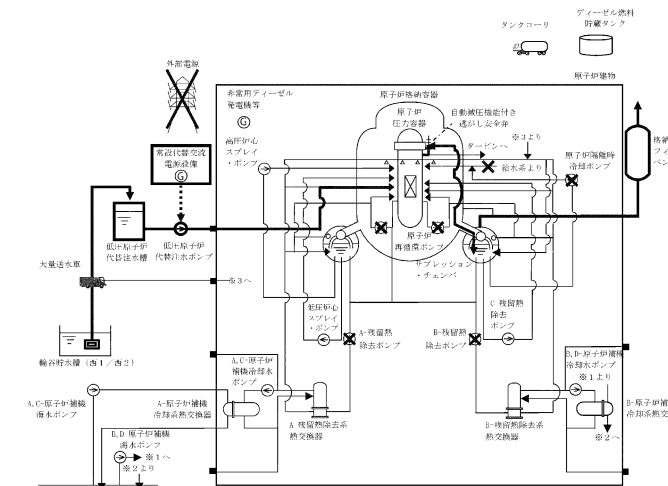 ディーゼル燃料
貯蔵タンク
タンクローリ
原子炉建物
外部電源
非常用ディーゼル
発電機等
G
原子炉格納容器
原子炉
圧力容器
自動減圧機能付き
逃がし安全弁
タービンへ
※3より
給水系より
高圧炉心
スプレイ
・ポンプ
原子炉隔離時
冷却ポンプ
格納
フィ
ベン
常設代替交流
電源設備
G
低圧原子炉
代替注水槽
低圧原子炉
代替注水ポンプ
原子炉
再循環ポンプ
サプレッション
・チェンバ
大量送水車
※3へ
低圧炉心
スプレイ
・ポンプ
A-残留熱
除去ポンプ
B-残留熱
除去ポンプ
C-残留熱
除去
ポンプ
輪谷貯水槽(西1/西2)
A,C-原子炉
補機冷却水
ポンプ
B,D-原子炉補機
冷却水ポンプ
※1より
A,C-原子炉補機
海水ポンプ
A-原子炉補機
冷却系熱交換器
B-原子炉補
冷却系熱交
B,D 原子炉補機
海水ポンプ
※1へ
※2より
A 残留熱除去系
熱交換器
B-残留熱除去系
熱交換器
※2へ